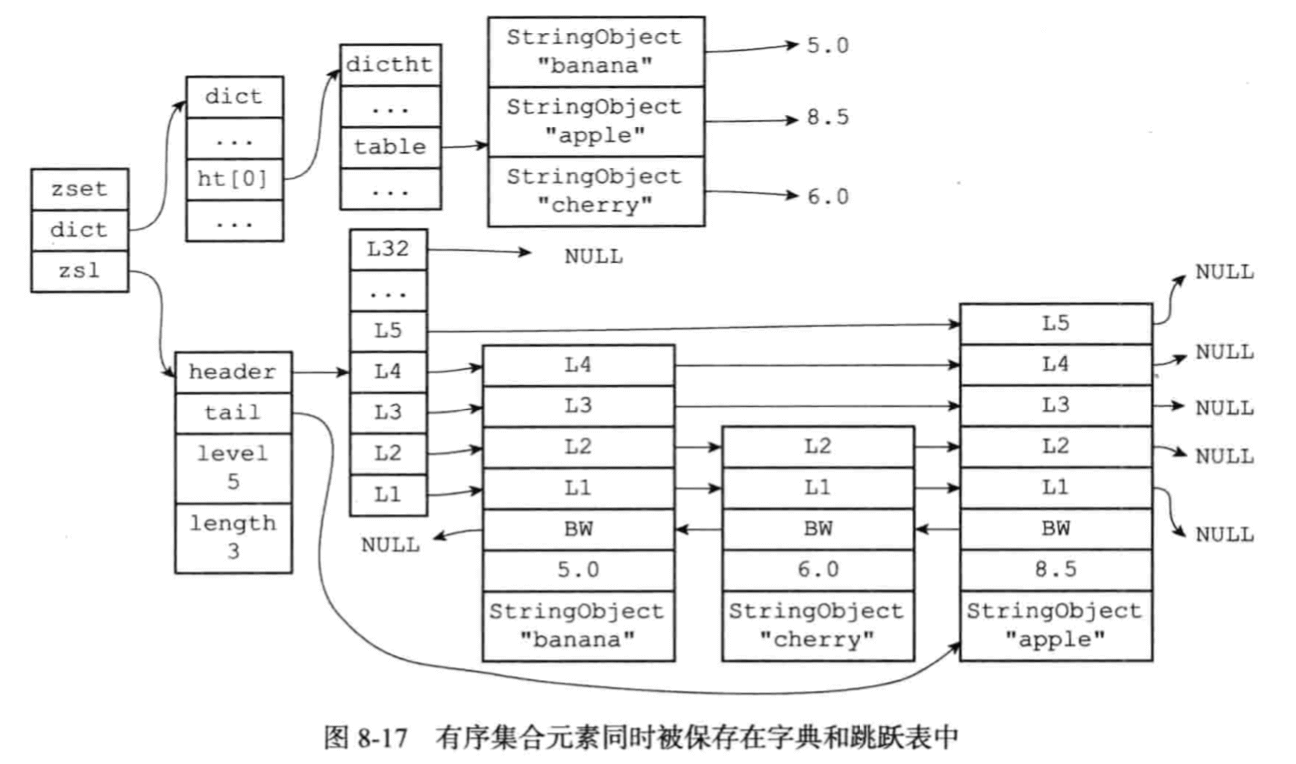 zset
dict
zsl
dict
...
ht[0]
...
dictht
...
table
...
StringObject
"banana"
StringObject
"apple"
StringObject
"cherry"
5.0
8.5
6.0
header
tail
level
5
length
3
L32
...
L5
L4
L3
L2
L1
NULL
NULL
L4
L3
L2
L1
BW
5.0
StringObject
"banana"
L2
L1
BW
6.0
StringObject
"cherry"
L5
L4
L3
L2
L1
BW
8.5
StringObject
"apple"
NULL
NULL
NULL
NULL
NULL
图 8-17 有序集合元素同时被保存在字典和跳跃表中